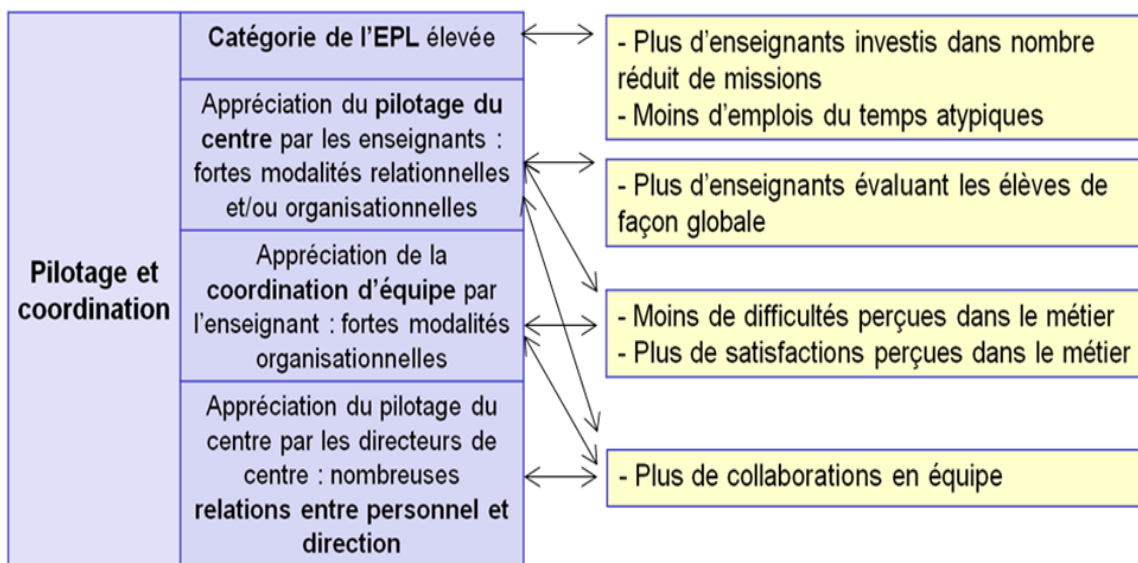 Pilotage et
coordination
Catégorie de l'EPL élevée
Appréciation du pilotage du
centre par les enseignants :
fortes modalités relationnelles
et/ou organisationnelles
Appréciation de la
coordination d'équipe par
l'enseignant : fortes modalités
organisationnelles
Appréciation du pilotage du
centre par les directeurs de
centre : nombreuses
relations entre personnel et
direction
- Plus d'enseignants investis dans nombre
réduit de missions
- Moins d'emplois du temps atypiques
- Plus d'enseignants évaluant les élèves de
façon globale
- Moins de difficultés perçues dans le métier
- Plus de satisfactions perçues dans le métier
- Plus de collaborations en équipe